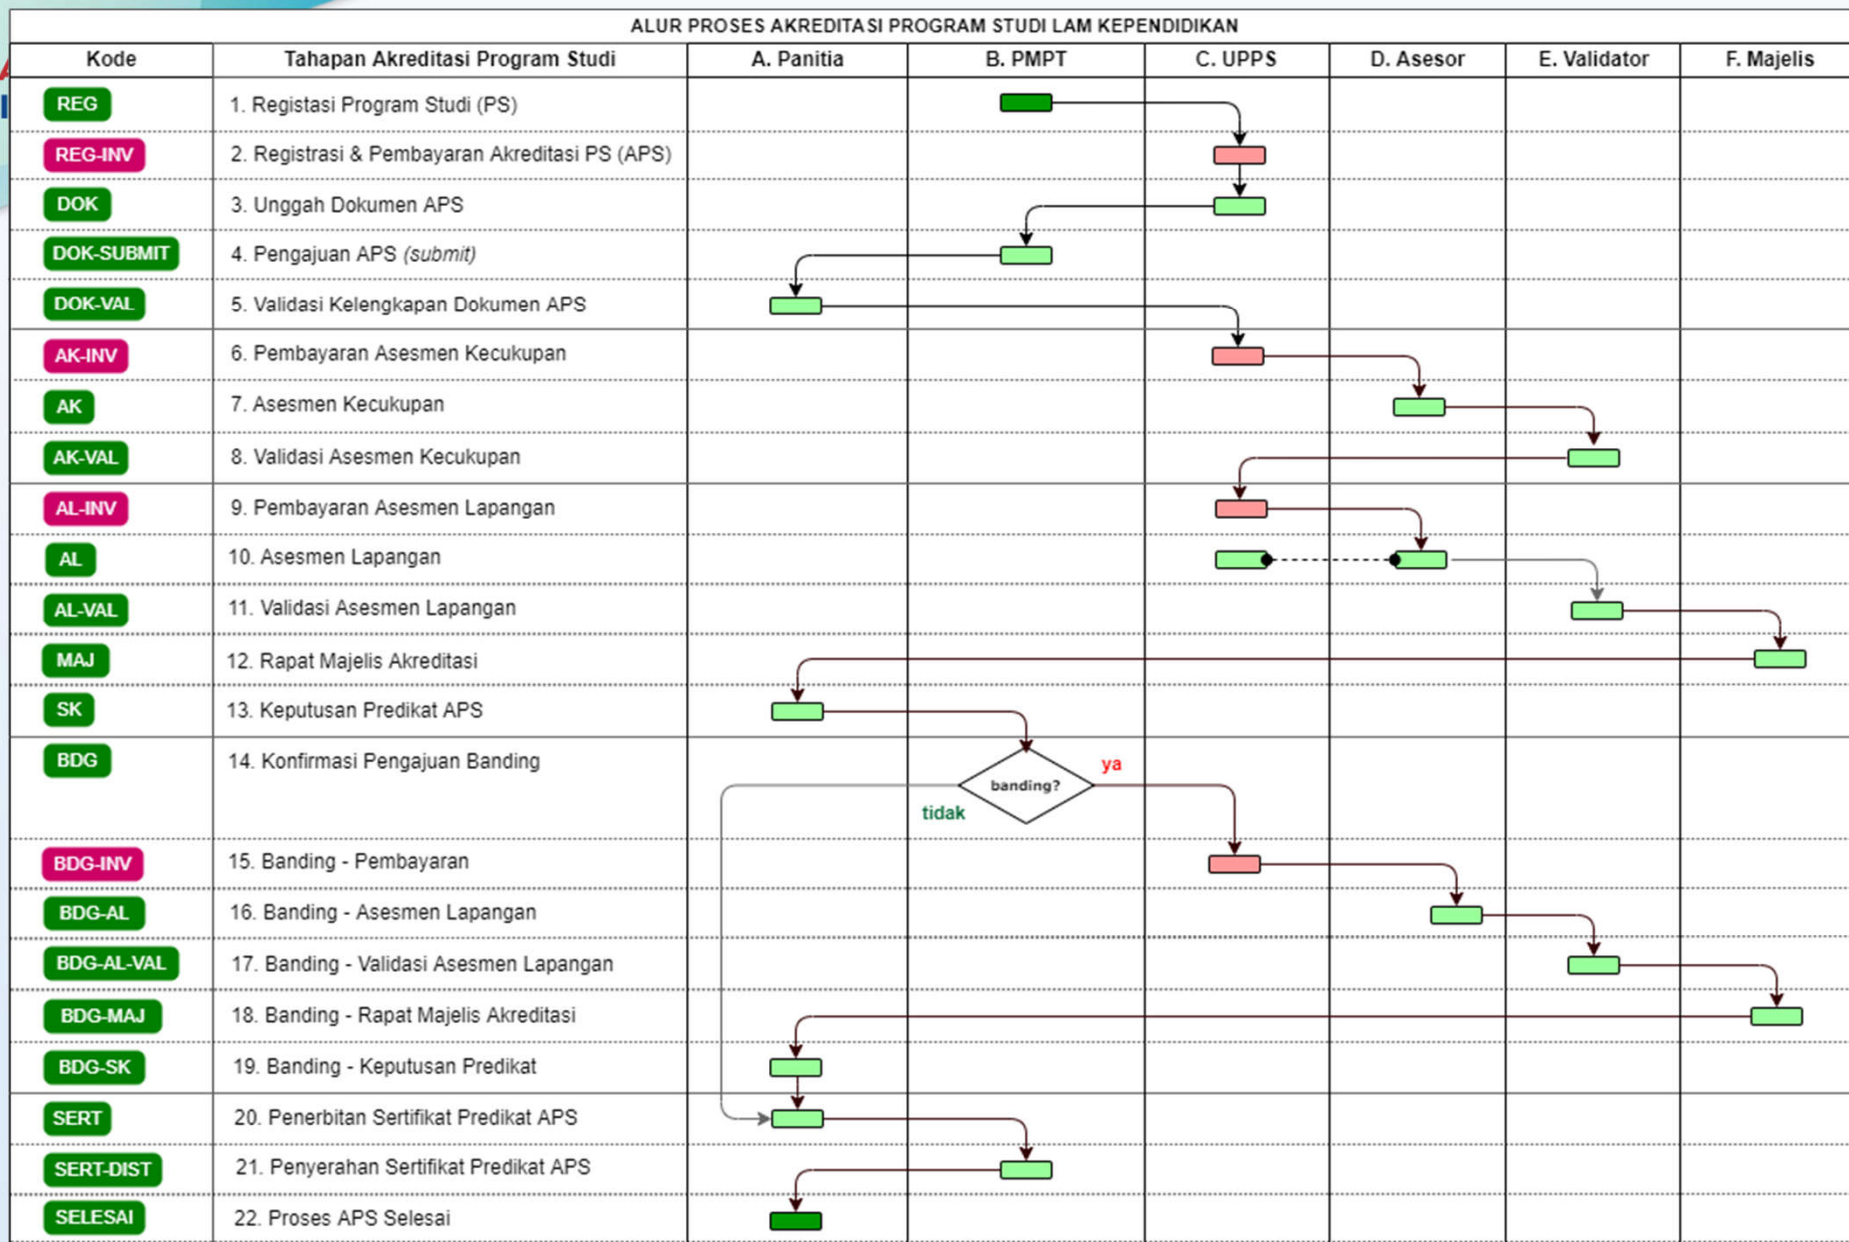 ALUR PROSES AKREDITASI PROGRAM STUDI LAM KEPENDIDIKAN
Kode Tahapan Akreditasi Program Studi A. Panitia B. PMPT C. UPPS D. Asesor E. Validator F. Majelis
REG 1. Registasi Program Studi (PS)
REG-INV 2. Registrasi & Pembayaran Akreditasi PS (APS)
DOK 3. Unggah Dokumen APS
DOK-SUBMIT 4. Pengajuan APS (submit)
DOK-VAL 5. Validasi Kelengkapan Dokumen APS
AK-INV 6. Pembayaran Asesmen Kecukupan
AK 7. Asesmen Kecukupan
AK-VAL 8. Validasi Asesmen Kecukupan
AL-INV 9. Pembayaran Asesmen Lapangan
AL 10. Asesmen Lapangan
AL-VAL 11. Validasi Asesmen Lapangan
MAJ 12. Rapat Majelis Akreditasi
SK 13. Keputusan Predikat APS
BDG 14. Konfirmasi Pengajuan Banding
ya
banding?
tidak
BDG-INV 15. Banding - Pembayaran
BDG-AL 16. Banding - Asesmen Lapangan
BDG-AL-VAL 17. Banding - Validasi Asesmen Lapangan
BDG-MAJ 18. Banding - Rapat Majelis Akreditasi
BDG-SK 19. Banding - Keputusan Predikat
SERT 20. Penerbitan Sertifikat Predikat APS
SERT-DIST 21. Penyerahan Sertifikat Predikat APS
SELESAI 22. Proses APS Selesai